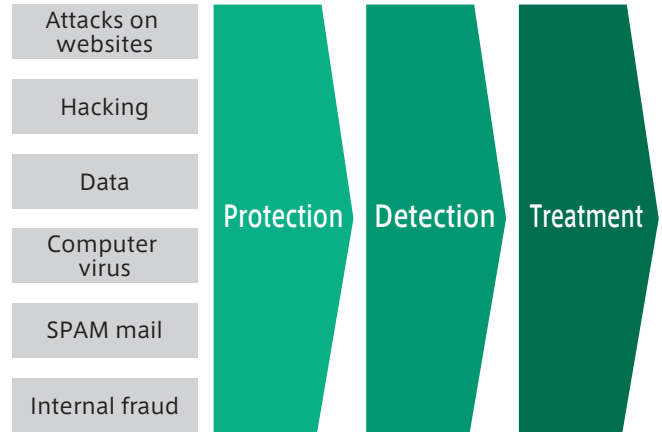 Attacks on
websites
Hacking
Data
Computer
virus
SPAM mail
Internal fraud
Protection
Detection
Treatment